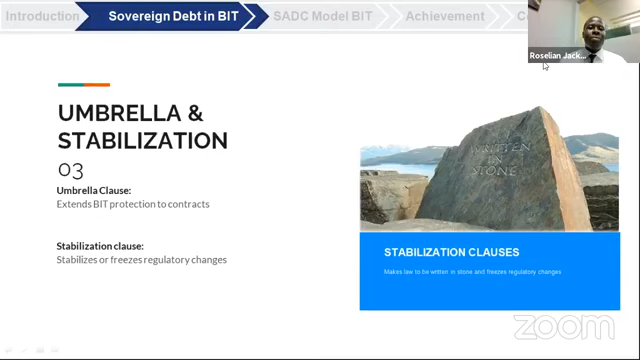 Introduction
Sovereign Debt in BIT
SADC Model BIT
Achievement
Roselian Jack...
UMBRELLA &
STABILIZATION
03
Umbrella Clause:
Extends BIT protection to contracts
Stabilization clause:
Stabilizes or freezes regulatory changes
WRITTEN
IN
STONE
STABILIZATION CLAUSES
Makes law to be written in stone and freezes regulatory changes
zoom